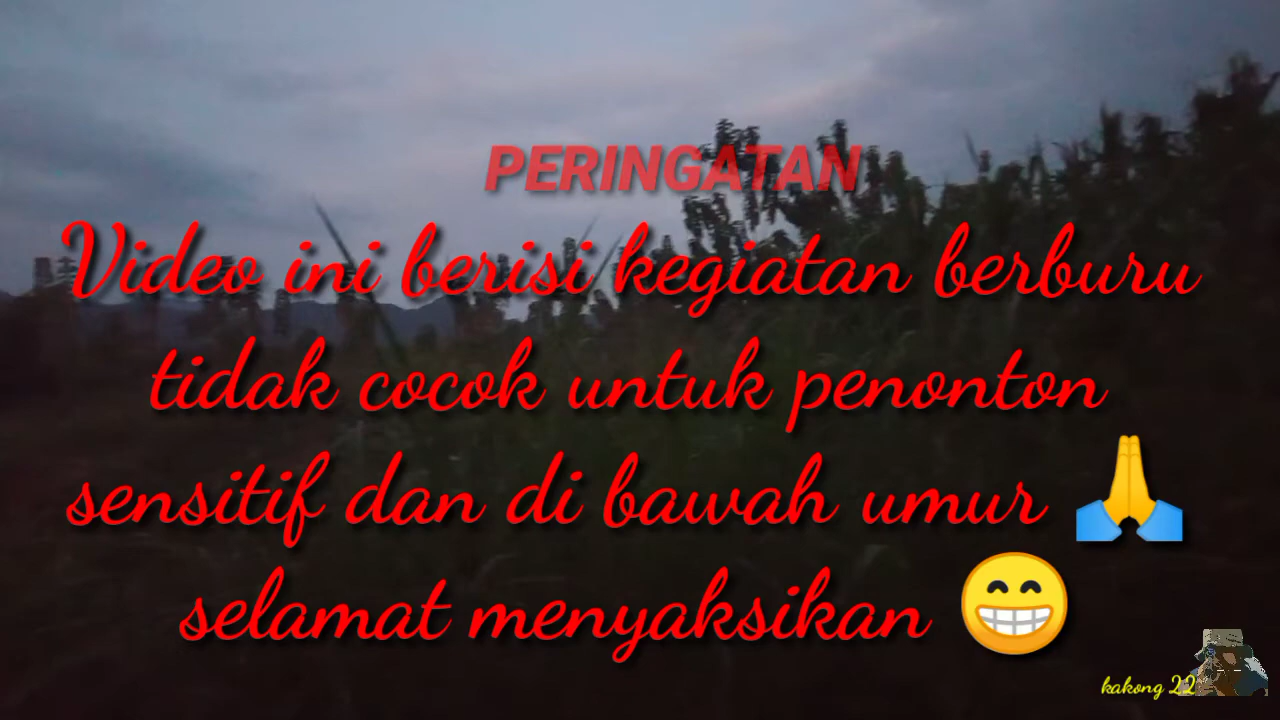 PERINGATAN
Video ini berisi kegiatan berburu
tidak cocok untuk penonton
sensitif dan di bawah umur 🙏
selamat menyaksikan 😁
kakong 22